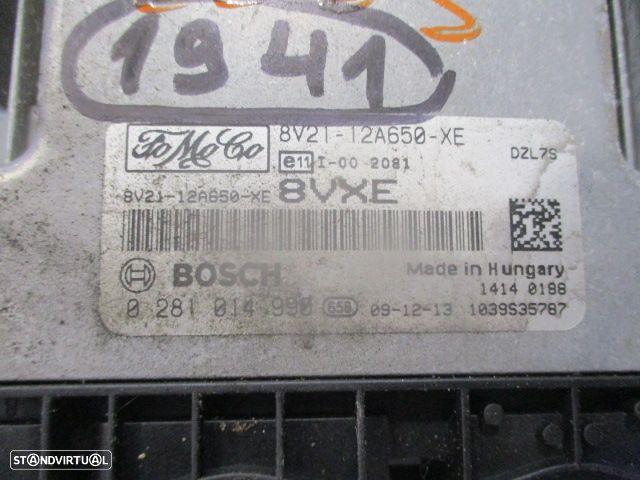 1941
FoMoCo
8V21-12A650-XE
e11 I-00 2081
DZL7S
8V21-12A650-XE 8VXE
BOSCH
Made in Hungary
1414 0188
0 281 014 990 658 09-12-13 1039S35787
STANDVIRTUAL